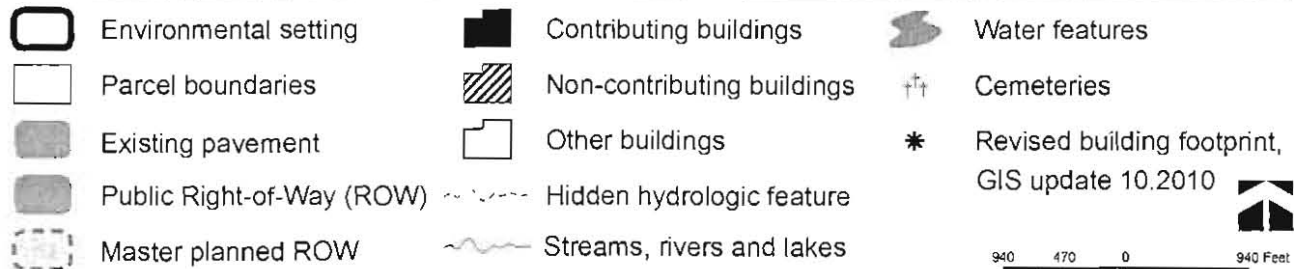 Environmental setting
Parcel boundaries
Existing pavement
Public Right-of-Way (ROW)
Master planned ROW
Contributing buildings
Non-contributing buildings
Other buildings
Hidden hydrologic feature
Streams, rivers and lakes
Water features
Cemeteries
Revised building footprint,
GIS update 10.2010
940 470 0 940 Feet